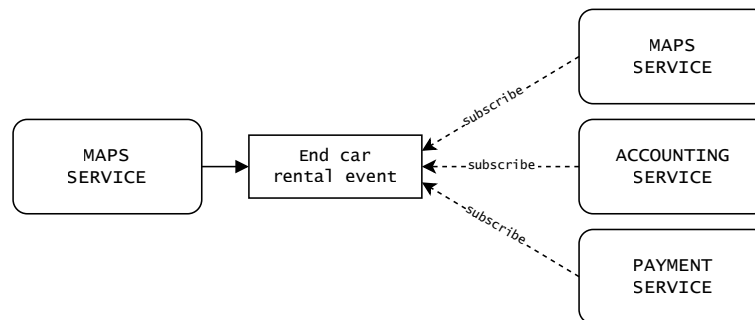 MAPS
SERVICE
End car
rental event
subscribe
MAPS
SERVICE
subscribe
ACCOUNTING
SERVICE
subscribe
PAYMENT
SERVICE